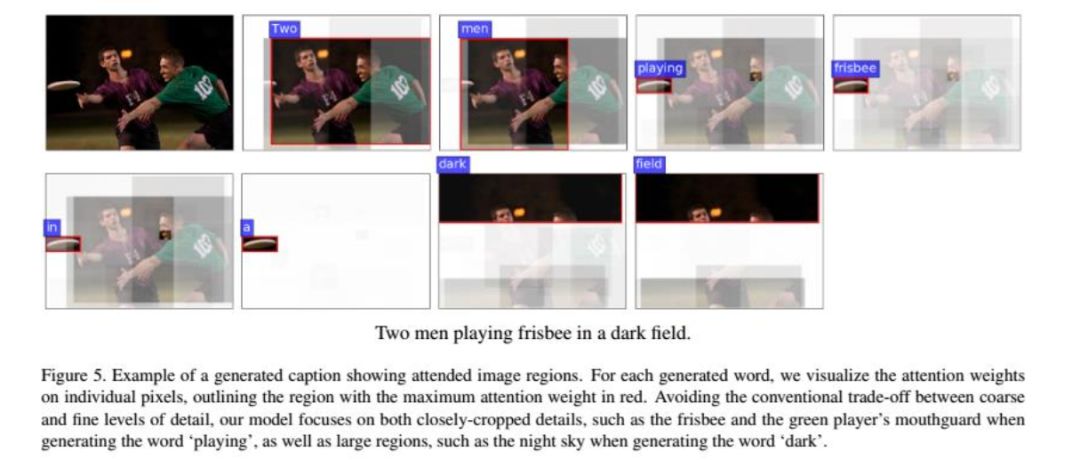 Two
men
playing
frisbee
in
a
dark
field
Two men playing frisbee in a dark field.
Figure 5. Example of a generated caption showing attended image regions. For each generated word, we visualize the attention weights
on individual pixels, outlining the region with the maximum attention weight in red. Avoiding the conventional trade-off between coarse
and fine levels of detail, our model focuses on both closely-cropped details, such as the frisbee and the green player's mouthguard when
generating the word ‘playing’, as well as large regions, such as the night sky when generating the word ‘dark’.